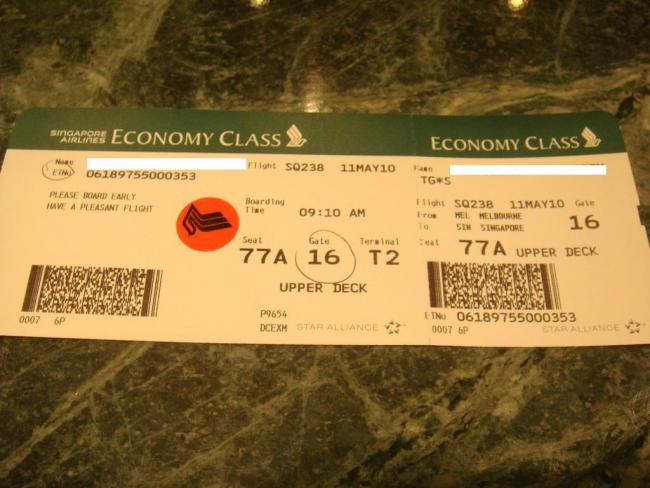 SINGAPORE AIRLINES ECONOMY CLASS
Name
ETNo 06189755000353
Flight SQ238 11MAY10
PLEASE BOARD EARLY
HAVE A PLEASANT FLIGHT
Boarding Time 09:10 AM
Seat Gate Terminal
77A 16 T2
UPPER DECK
0007 6P
P9654
DCEXM STAR ALLIANCE
ECONOMY CLASS
Name
TG*S
Flight SQ238 11MAY10 Gate
From MEL MELBOURNE 16
To SIN SINGAPORE
Seat 77A UPPER DECK
ETNo 06189755000353
0007 6P STAR ALLIANCE